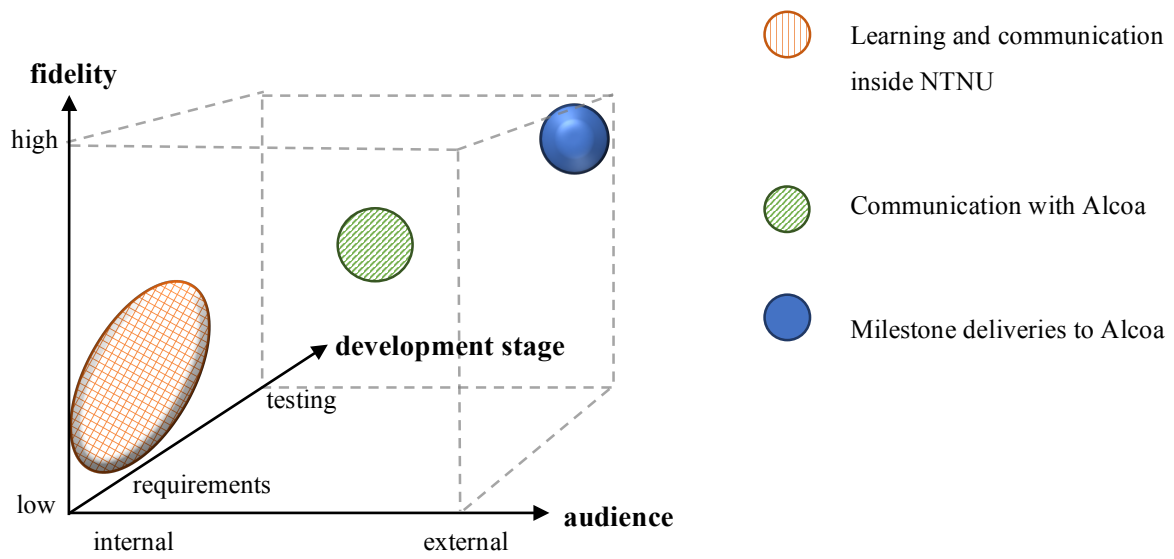 fidelity
high
low
development stage
testing
requirements
audience
internal
external
Learning and communication
inside NTNU
Communication with Alcoa
Milestone deliveries to Alcoa